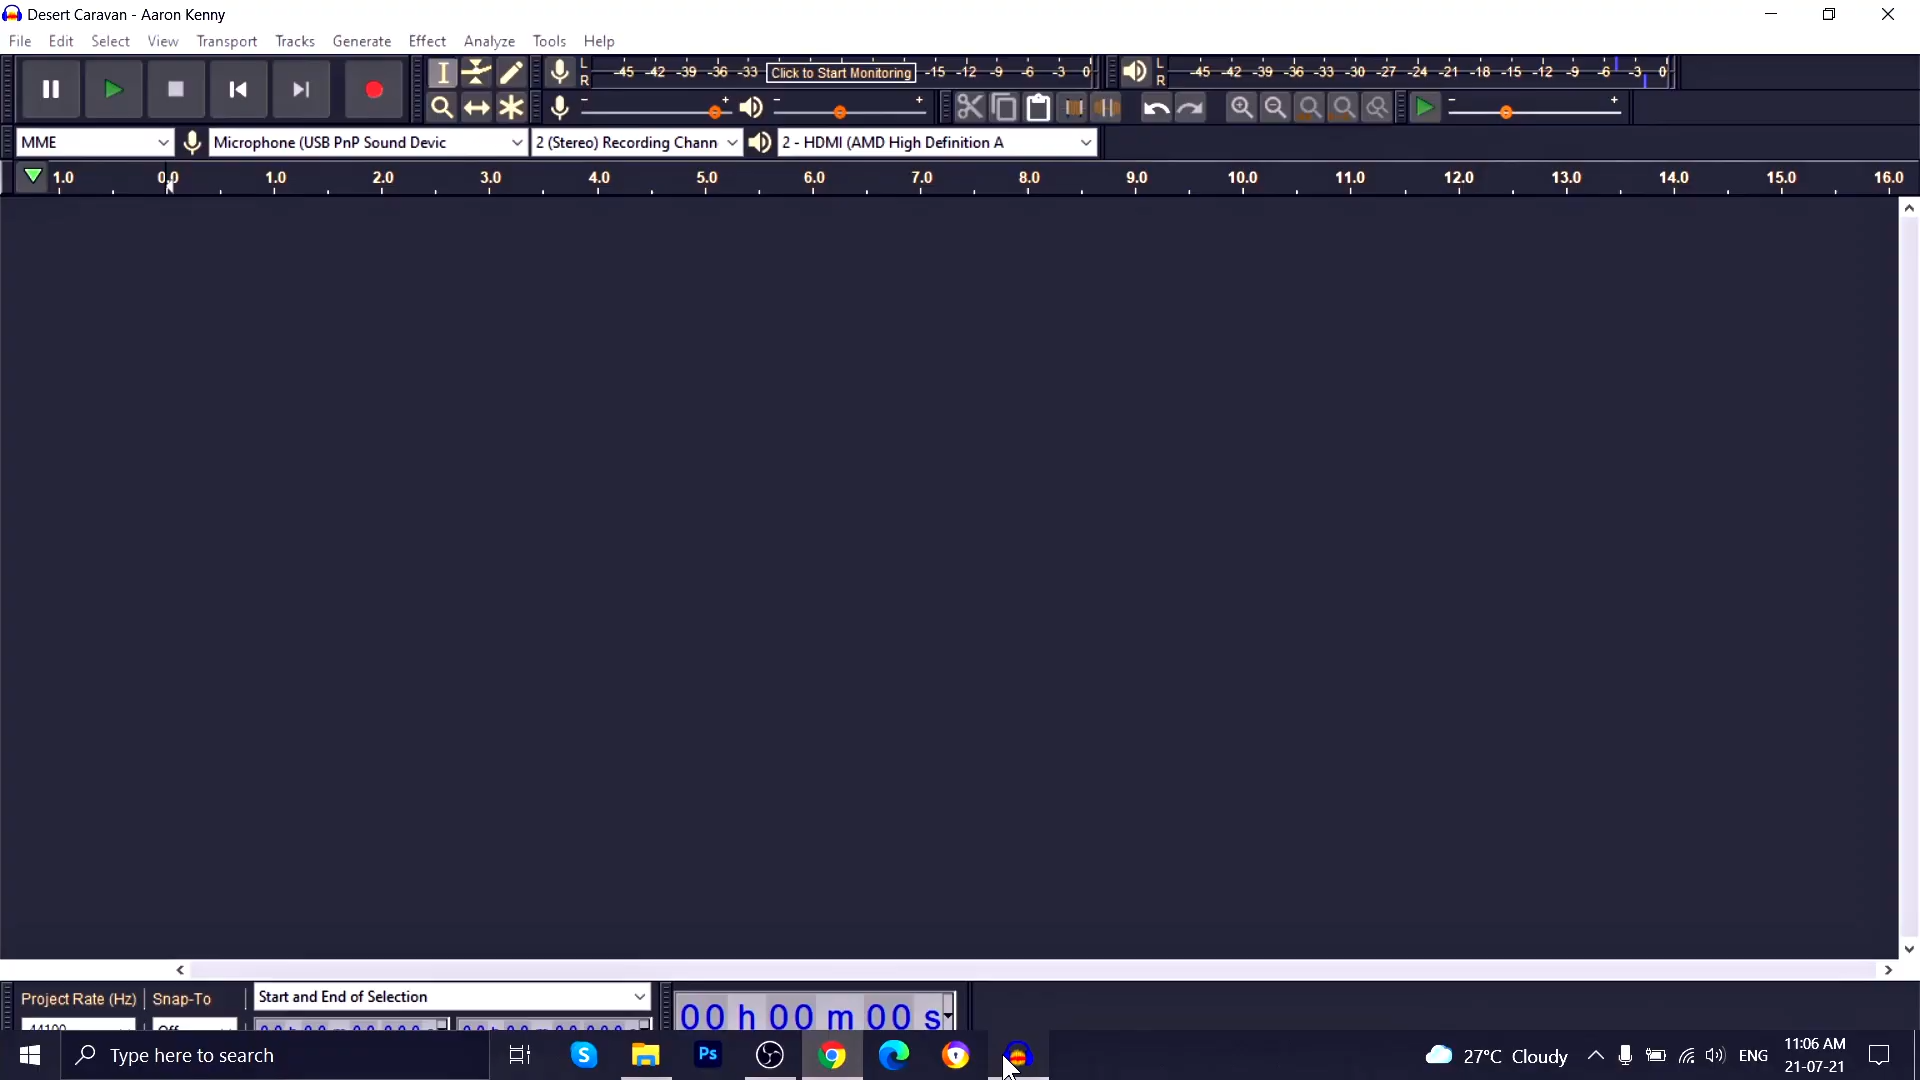 Desert Caravan - Aaron Kenny
File Edit Select View Transport Tracks Generate Effect Analyze Tools Help
L R -45 -42 -39 -36 -33 Click to Start Monitoring -15 -12 -9 -6 -3 0 L R -45 -42 -39 -36 -33 -30 -27 -24 -21 -18 -15 -12 -9 -6 -3 0
MME Microphone (USB PnP Sound Devic 2 (Stereo) Recording Chann 2 - HDMI (AMD High Definition A
1.0 0.0 1.0 2.0 3.0 4.0 5.0 6.0 7.0 8.0 9.0 10.0 11.0 12.0 13.0 14.0 15.0 16.0
Project Rate (Hz) Snap-To Start and End of Selection
44100 Off 00 h 00 m 00 s
Type here to search Ps 27°C Cloudy ENG 11:06 AM
21-07-21